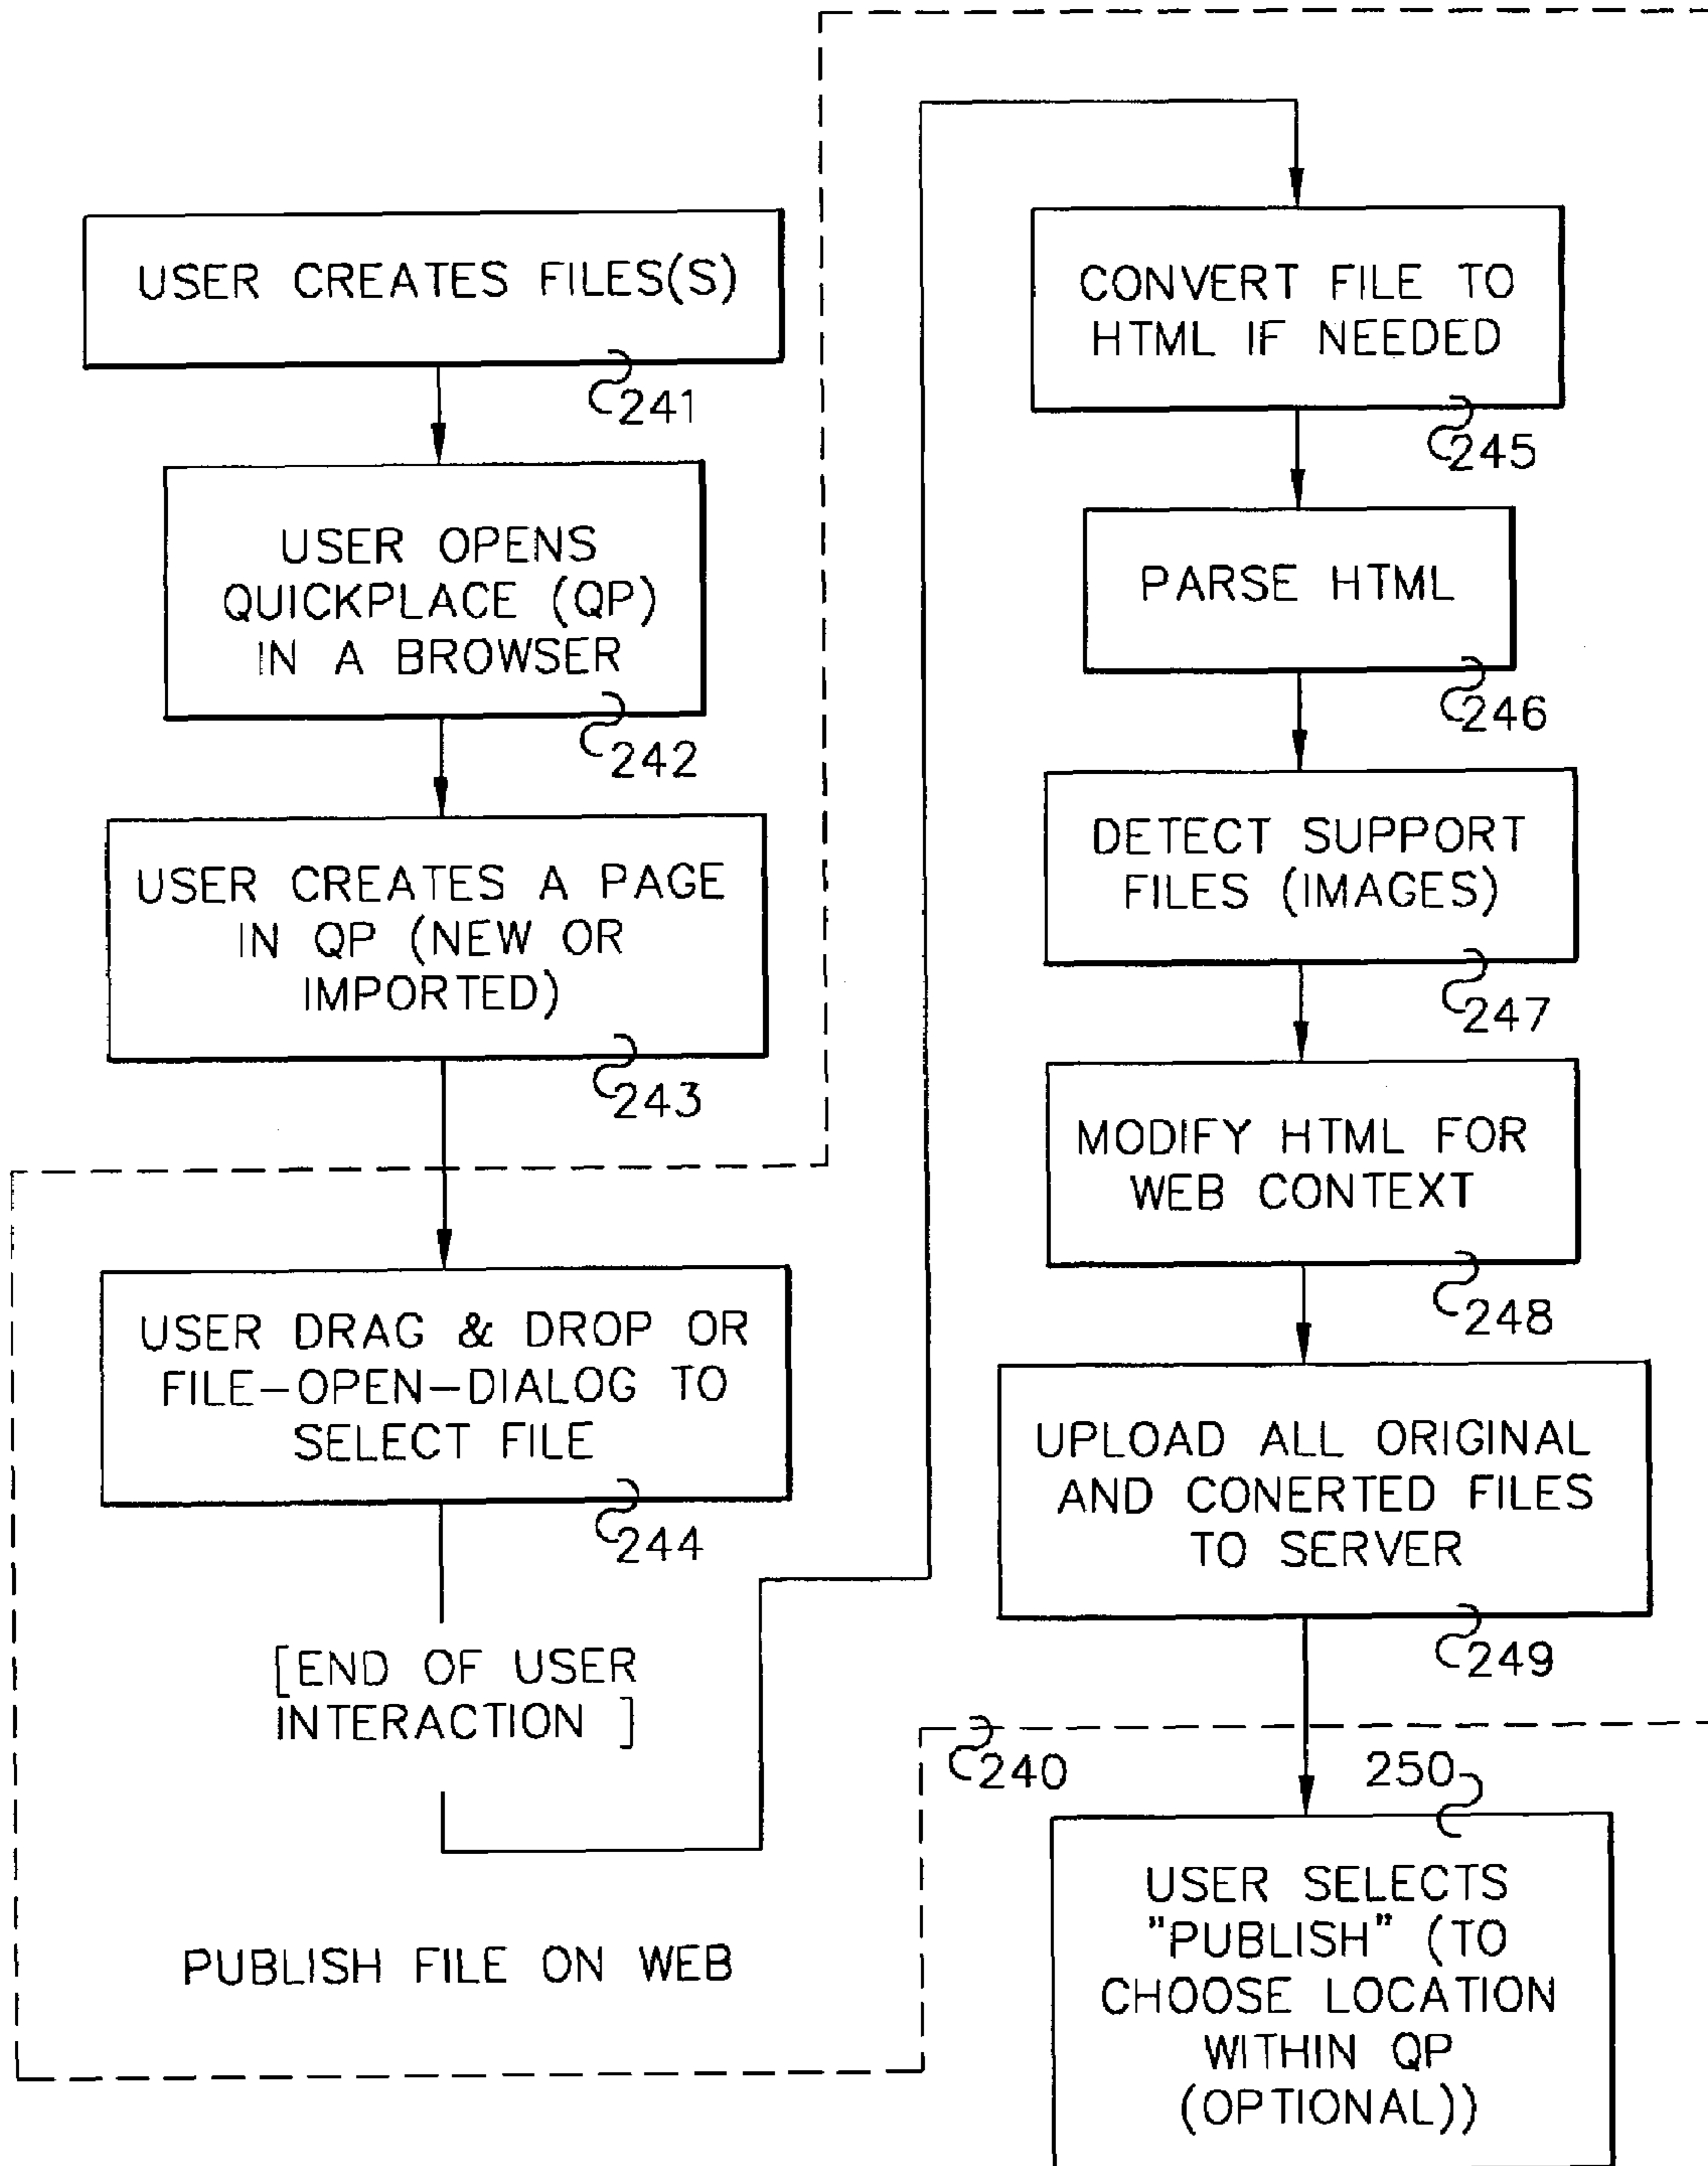 USER CREATES FILES(S)
241
USER OPENS
QUICKPLACE (QP)
IN A BROWSER
242
USER CREATES A PAGE
IN QP (NEW OR
IMPORTED)
243
USER DRAG & DROP OR
FILE-OPEN-DIALOG TO
SELECT FILE
244
[END OF USER
INTERACTION ]
PUBLISH FILE ON WEB
CONVERT FILE TO
HTML IF NEEDED
245
PARSE HTML
246
DETECT SUPPORT
FILES (IMAGES)
247
MODIFY HTML FOR
WEB CONTEXT
248
UPLOAD ALL ORIGINAL
AND CONERTED FILES
TO SERVER
249
240
250
USER SELECTS
"PUBLISH" (TO
CHOOSE LOCATION
WITHIN QP
(OPTIONAL))